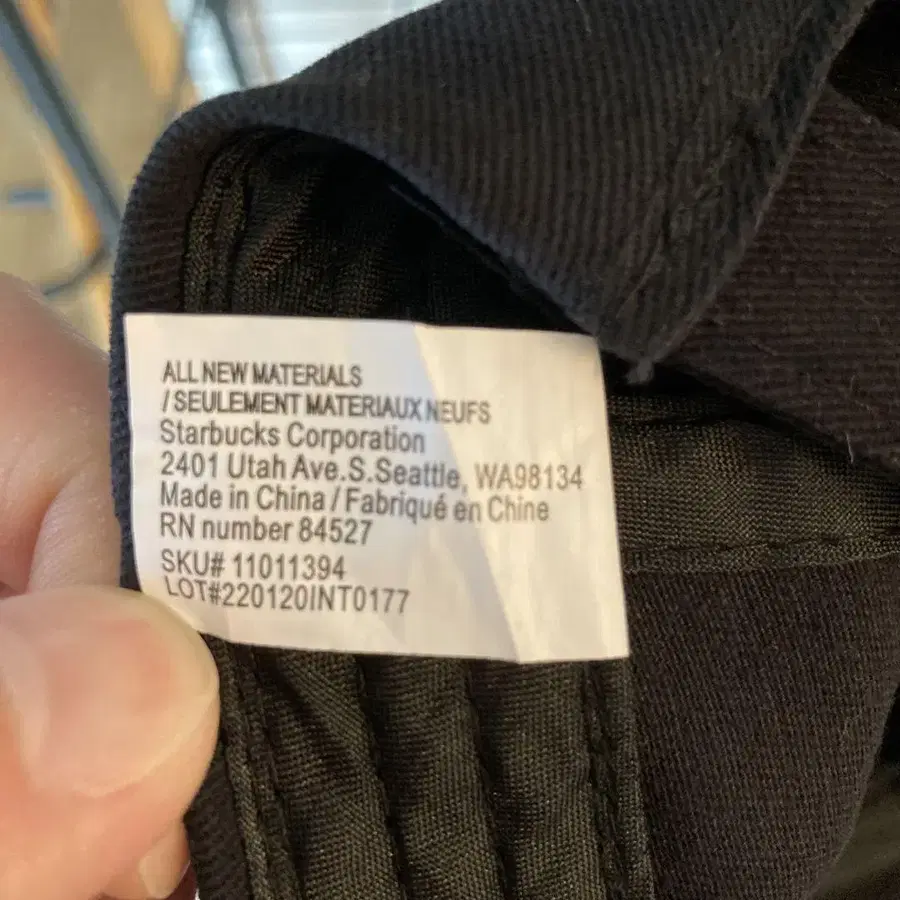 ALL NEW MATERIALS
/ SEULEMENT MATERIAUX NEUFS
Starbucks Corporation
2401 Utah Ave.S.Seattle, WA98134
Made in China / Fabriqué en Chine
RN number 84527
SKU# 11011394
LOT#220120INT0177